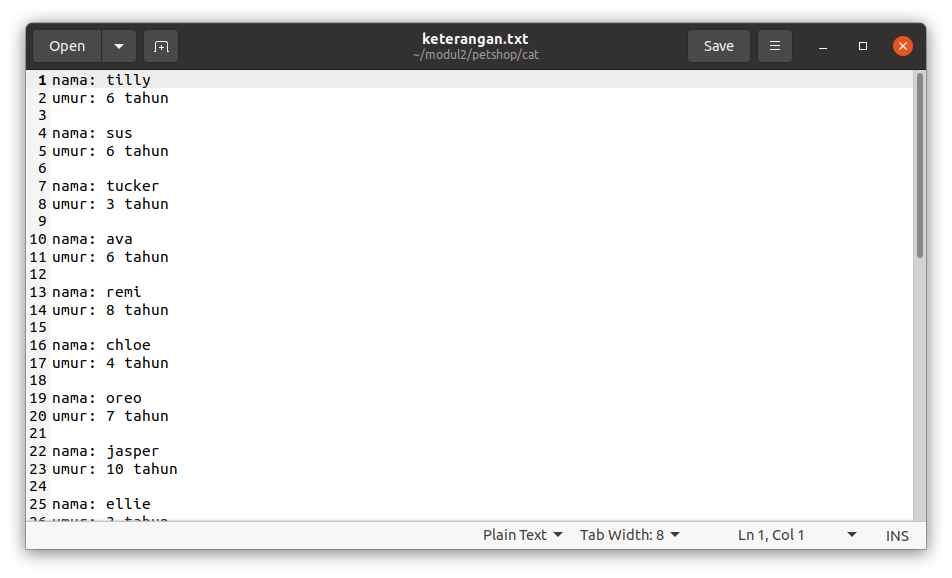 Open
keterangan.txt
~/modul2/petshop/cat
Save
1 nama: tilly
2 umur: 6 tahun
3
4 nama: sus
5 umur: 6 tahun
6
7 nama: tucker
8 umur: 3 tahun
9
10 nama: ava
11 umur: 6 tahun
12
13 nama: remi
14 umur: 8 tahun
15
16 nama: chloe
17 umur: 4 tahun
18
19 nama: oreo
20 umur: 7 tahun
21
22 nama: jasper
23 umur: 10 tahun
24
25 nama: ellie
26 umur: 3 tahun
Plain Text Tab Width: 8 Ln 1, Col 1 INS